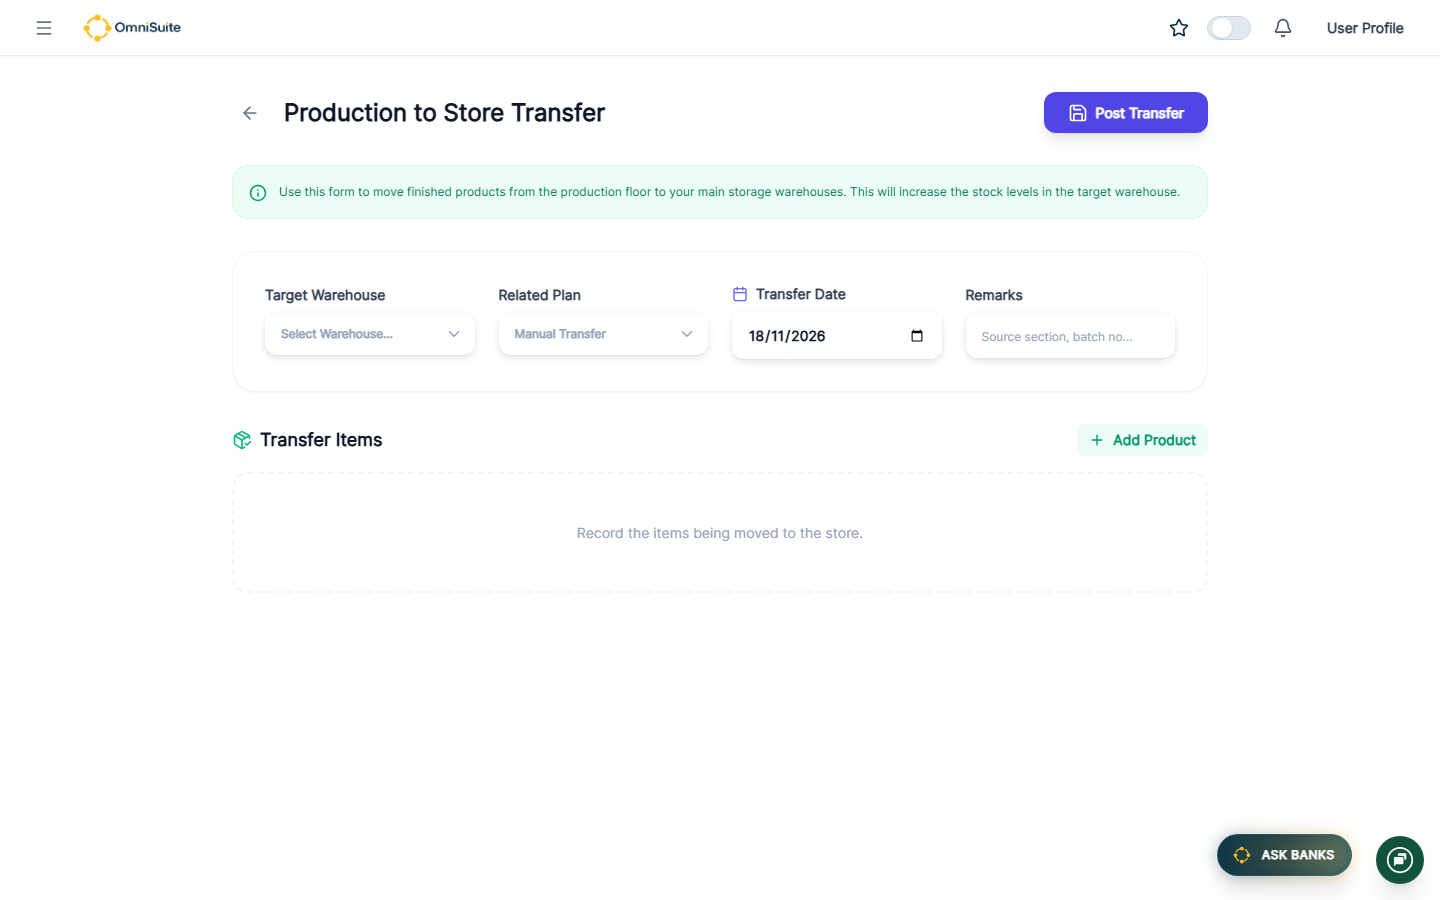 OmniSuite
User Profile
Production to Store Transfer
Post Transfer
Use this form to move finished products from the production floor to your main storage warehouses. This will increase the stock levels in the target warehouse.
Target Warehouse
Related Plan
Transfer Date
Remarks
Select Warehouse...
Manual Transfer
18/11/2026
Source section, batch no...
Transfer Items
Add Product
Record the items being moved to the store.
ASK BANKS